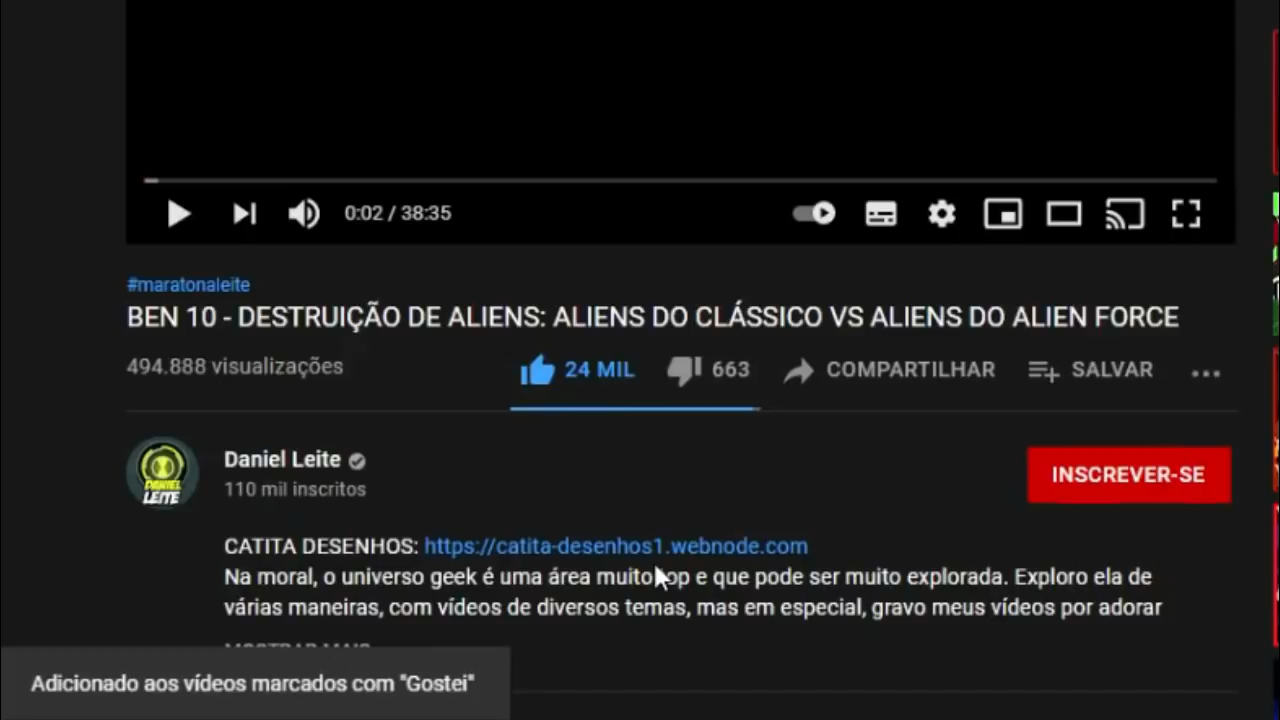 0:02 / 38:35
#maratonaleite
BEN 10 - DESTRUIÇÃO DE ALIENS: ALIENS DO CLÁSSICO VS ALIENS DO ALIEN FORCE
494.888 visualizações
24 MIL
663
COMPARTILHAR
SALVAR
Daniel Leite
110 mil inscritos
DANIEL
LEITE
INSCREVER-SE
CATITA DESENHOS: https://catita-desenhos1.webnode.com
Na moral, o universo geek é uma área muito e que pode ser muito explorada. Exploro ela de
várias maneiras, com vídeos de diversos temas, mas em especial, gravo meus vídeos por adorar
MOSTRAR MAIS
Adicionado aos vídeos marcados com "Gostei"